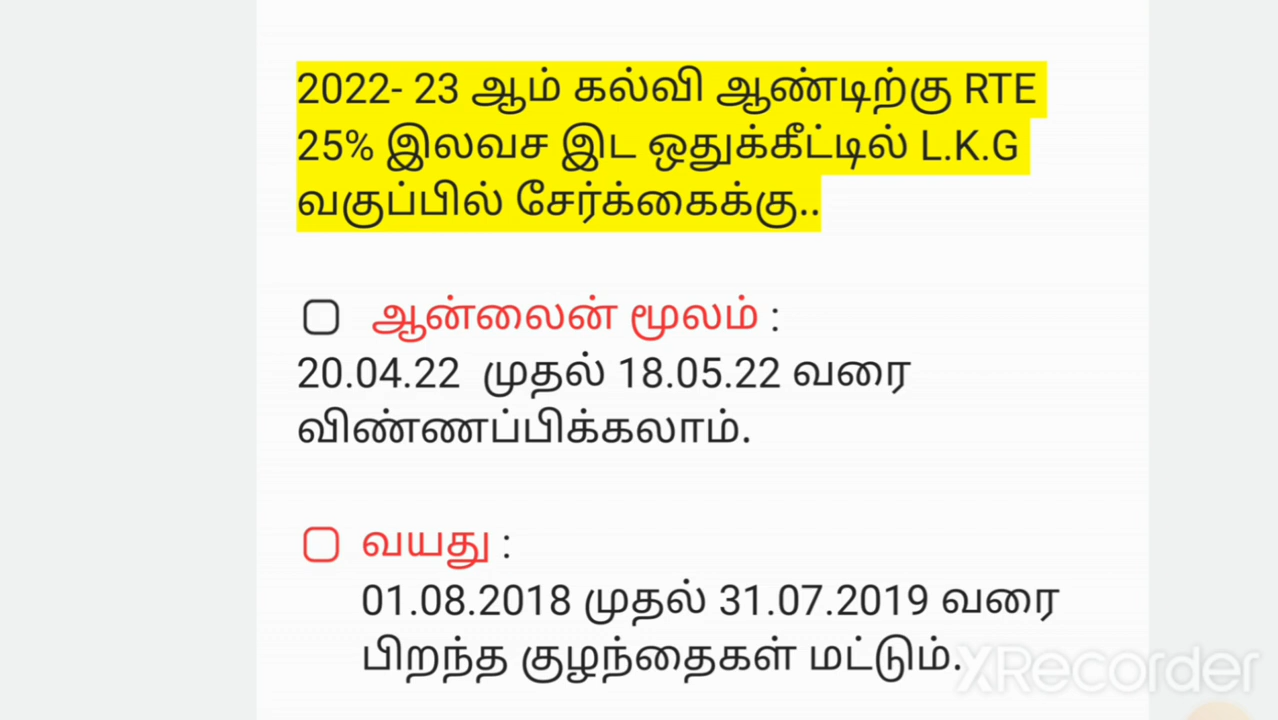 2022- 23 ஆம் கல்வி ஆண்டிற்கு RTE
25% இலவச இட ஒதுக்கீட்டில் L.K.G
வகுப்பில் சேர்க்கைக்கு..
ஆன்லைன் மூலம் :
20.04.22 முதல் 18.05.22 வரை
விண்ணப்பிக்கலாம்.
வயது :
01.08.2018 முதல் 31.07.2019 வரை
பிறந்த குழந்தைகள் மட்டும்.
XRecorder